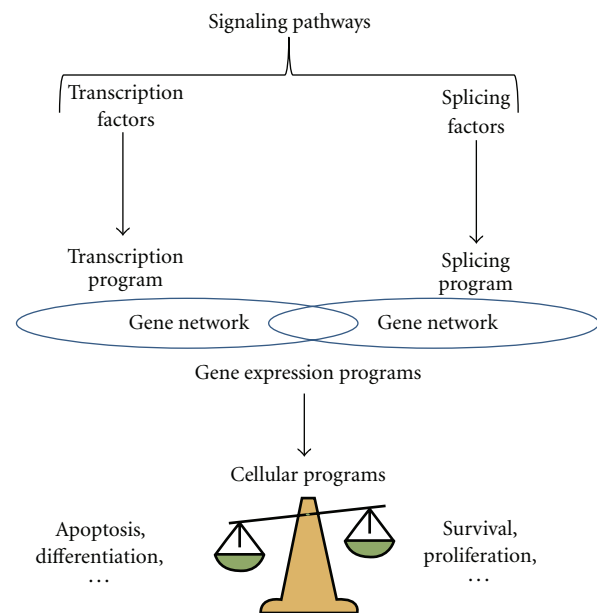 Signaling pathways
Transcription
factors
Splicing
factors
Transcription
program
Splicing
program
Gene network
Gene network
Gene expression programs
Cellular programs
Apoptosis,
differentiation,
…
Survival,
proliferation,
…